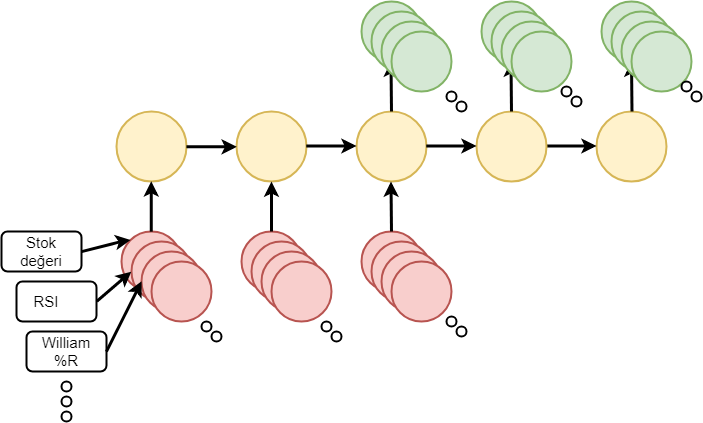 Stok
değeri
RSI
William
%R